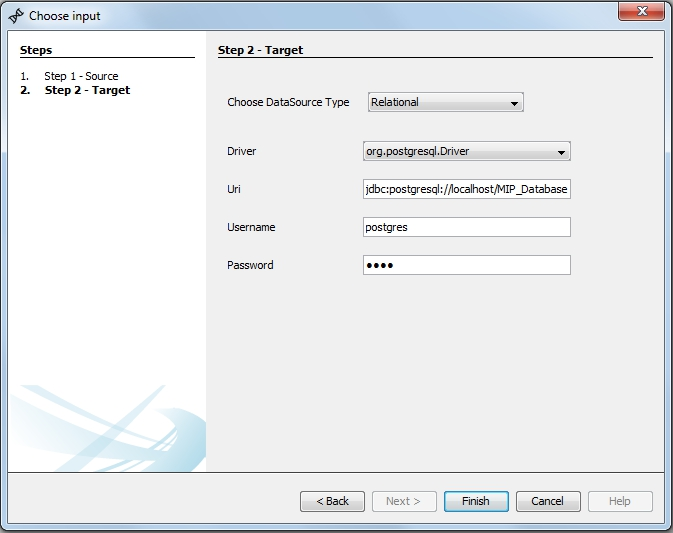 Choose input
Steps
1. Step 1 - Source
2. Step 2 - Target
Step 2 - Target
Choose DataSource Type Relational
Driver org.postgresql.Driver
Uri jdbc:postgresql://localhost/MIP_Database
Username postgres
Password ••••
< Back Next > Finish Cancel Help